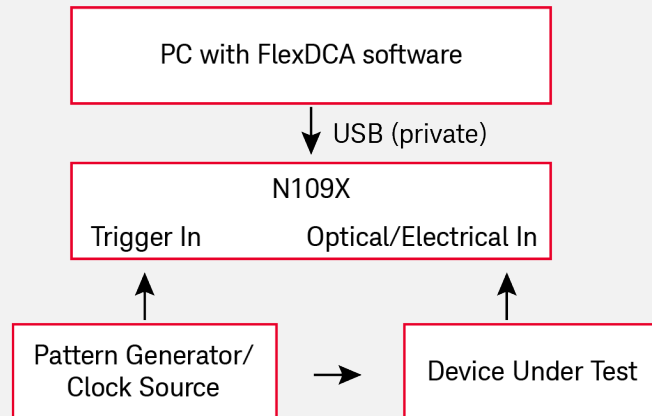 PC with FlexDCA software
USB (private)
N109X
Trigger In
Optical/Electrical In
Pattern Generator/
Clock Source
Device Under Test